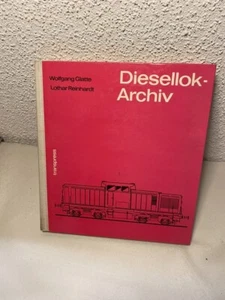 Wolfgang Glatte
Lothar Reinhardt
Diesellok-
Archiv
transpress